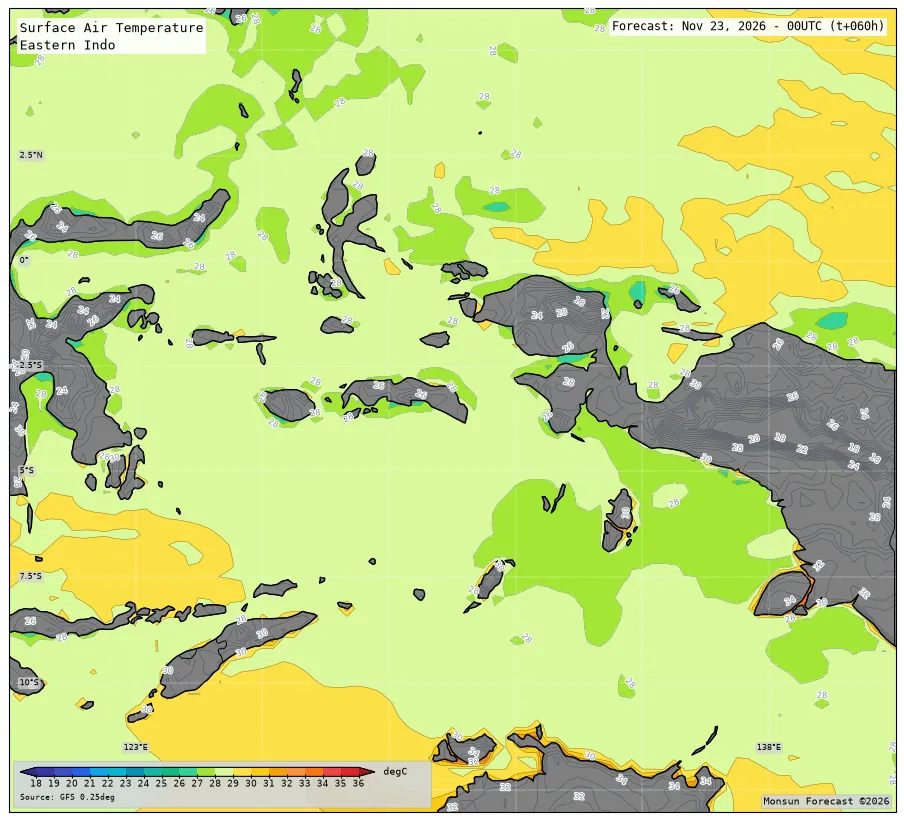 Surface Air Temperature
Eastern Indo
Forecast: Nov 23, 2026 - 00UTC (t+060h)
2.5°N
0°
2.5°S
5°S
7.5°S
10°S
123°E
138°E
degC
18 19 20 21 22 23 24 25 26 27 28 29 30 31 32 33 34 35 36
Source: GFS 0.25deg
Monsun Forecast ©2026